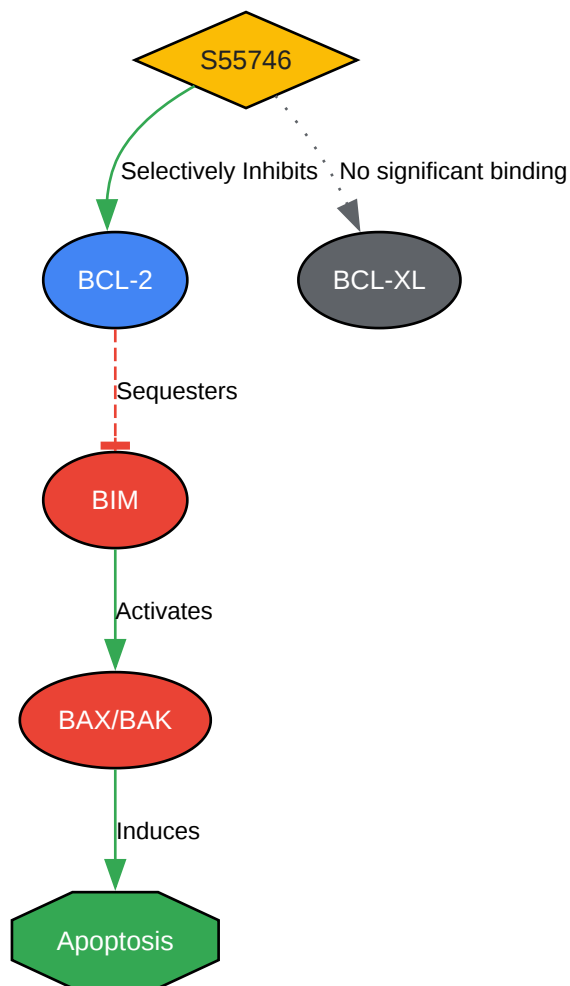 S55746
Selectively Inhibits
No significant binding
BCL-2
BCL-XL
Sequesters
BIM
Activates
BAX/BAK
Induces
Apoptosis